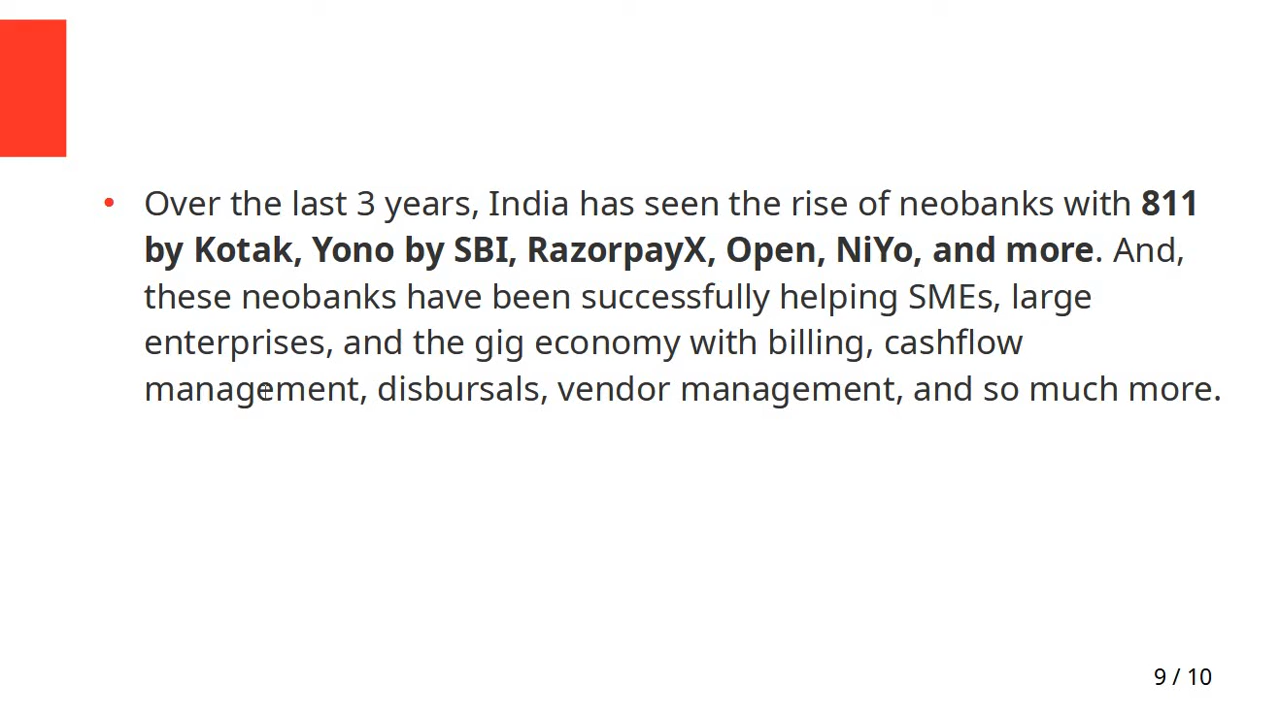 • Over the last 3 years, India has seen the rise of neobanks with 811
by Kotak, Yono by SBI, RazorpayX, Open, NiYo, and more. And,
these neobanks have been successfully helping SMEs, large
enterprises, and the gig economy with billing, cashflow
management, disbursals, vendor management, and so much more.
9 / 10